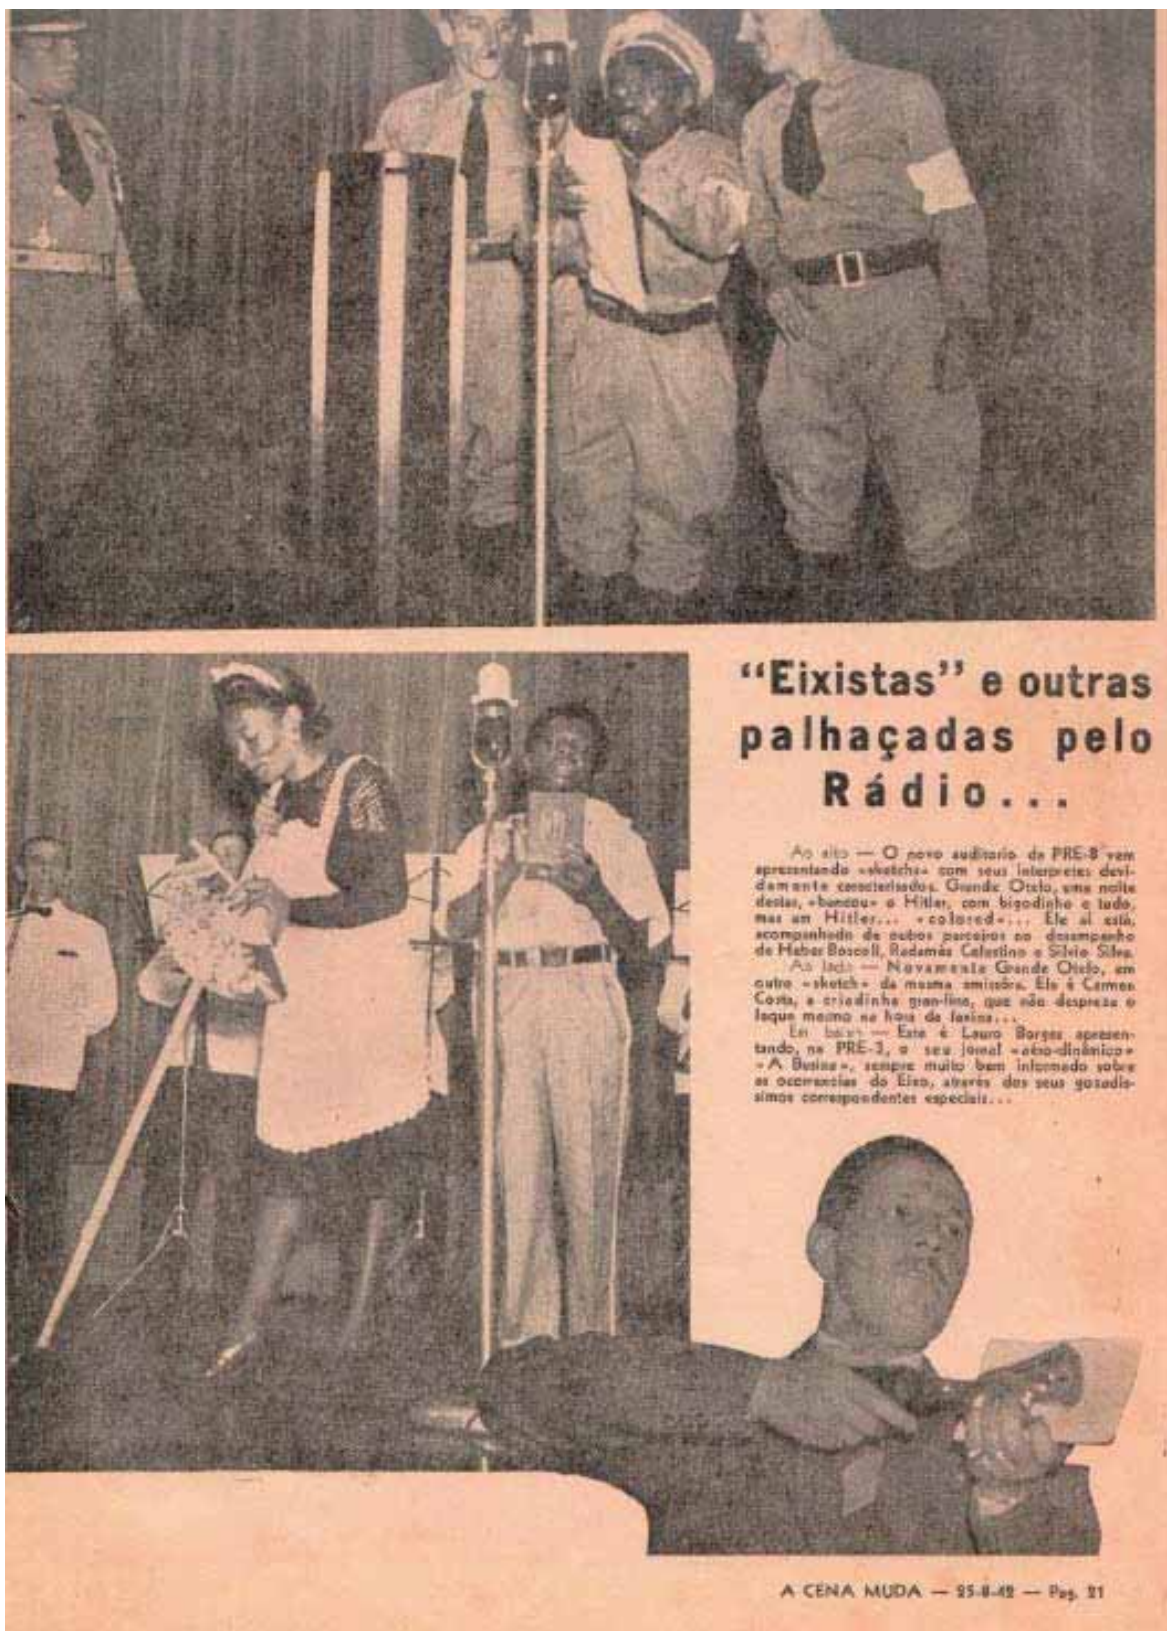 “Eixistas” e outras
palhaçadas pelo
Rádio...
Ao alto — O novo auditorio da PRE-8 vem
apresentando «sketchs» com seus interpretes devi-
damente caracterisados. Grande Otelo, uma noite
destas, «bancou» o Hitler, com bigodinho e tudo,
mas um Hitler... «colored»... Ele aí está,
acompanhado de outros parceiros no desempenho
de Heber Boscoli, Radamés Celestino e Silvio Silva.
Ao lado — Novamente Grande Otelo, em
outro «sketch» da mesma emissôra. Ela é Carmen
Costa, a criadinha gran-fina, que não despreza o
leque mesmo na hora da faxina...
Em baixo — Este é Lauro Borges apresen-
tando, na PRE-3, o seu jornal «aéro-dinâmico»
«A Busina», sempre muito bem informado sobre
as ocorrencias do Eixo, através dos seus gosadis-
simos correspondentes especiais...
A CENA MUDA — 25-8-42 — Pag. 21